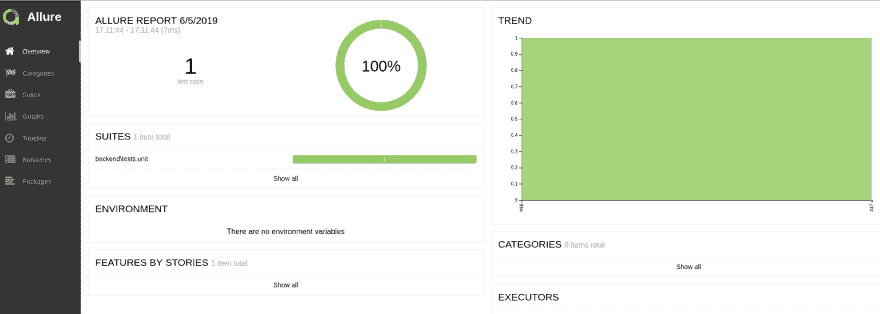 Allure
Overview
Categories
Suites
Graphs
Timeline
Behaviors
Packages
ALLURE REPORT 6/5/2019
17:11:44 - 17:11:44 (7ms)
1
test case
100%
SUITES 1 item total
backend\tests.unit
1
Show all
ENVIRONMENT
There are no environment variables
FEATURES BY STORIES 1 item total
Show all
TREND
1
0.9
0.8
0.7
0.6
0.5
0.4
0.3
0.2
0.1
0
CATEGORIES 0 items total
Show all
EXECUTORS